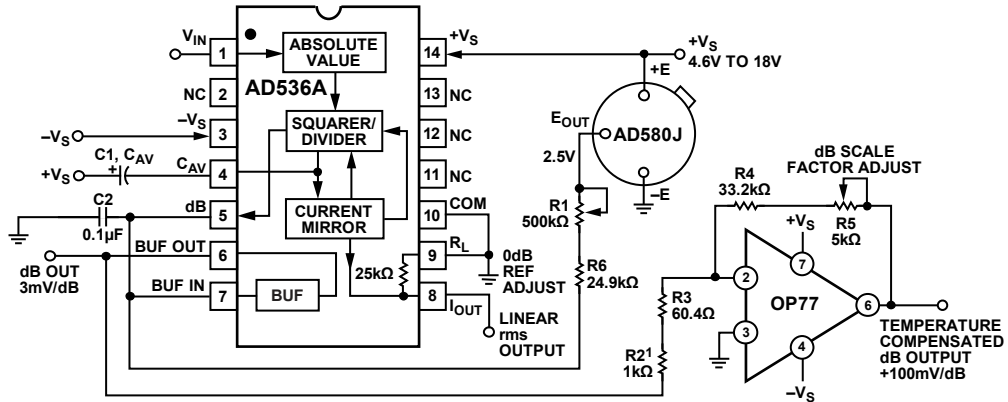 V_IN
1
ABSOLUTE
VALUE
14
+V_S
+V_S
4.6V TO 18V
NC
2
AD536A
13
NC
+E
−V_S
−V_S
3
SQUARER/
DIVIDER
12
NC
E_OUT
AD580J
2.5V
−E
+V_S
C1, C_AV
+
C_AV
4
11
NC
dB SCALE
FACTOR ADJUST
R4
33.2kΩ
R5
5kΩ
C2
0.1µF
dB
5
CURRENT
MIRROR
10
COM
R1
500kΩ
+V_S
dB OUT
3mV/dB
BUF OUT
6
25kΩ
9
R_L
0dB
REF
ADJUST
R6
24.9kΩ
2
7
OP77
6
BUF IN
7
BUF
8
I_OUT
LINEAR
rms
OUTPUT
R3
60.4Ω
3
4
−V_S
R2¹
1kΩ
TEMPERATURE
COMPENSATED
dB OUTPUT
+100mV/dB